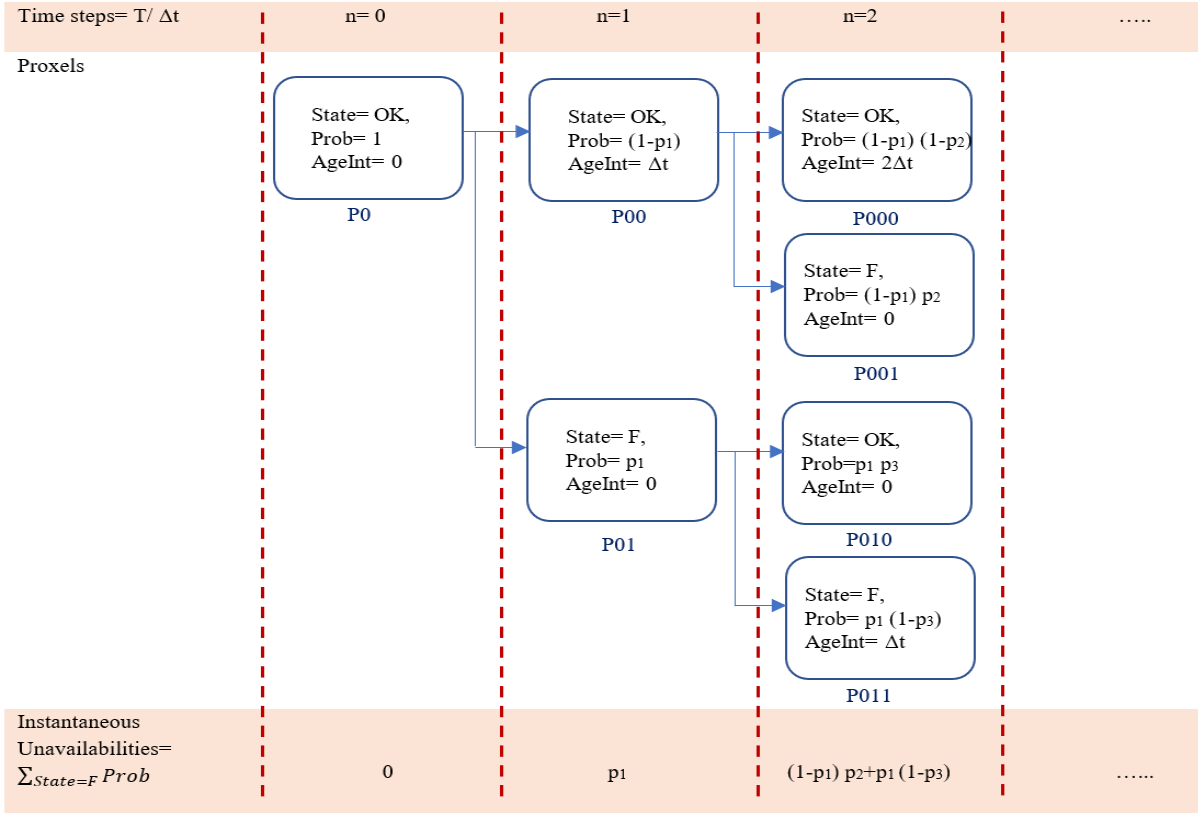 Time steps= T/ Δt
n= 0
n=1
n=2
…..
Proxels
State= OK,
Prob= 1
AgeInt= 0
P0
State= OK,
Prob= (1-p₁)
AgeInt= Δt
P00
State= OK,
Prob= (1-p₁) (1-p₂)
AgeInt= 2Δt
P000
State= F,
Prob= (1-p₁) p₂
AgeInt= 0
P001
State= F,
Prob= p₁
AgeInt= 0
P01
State= OK,
Prob=p₁ p₃
AgeInt= 0
P010
State= F,
Prob= p₁ (1-p₃)
AgeInt= Δt
P011
Instantaneous
Unavailabilities=
∑State=F Prob
0
p₁
(1-p₁) p₂+p₁ (1-p₃)
…...